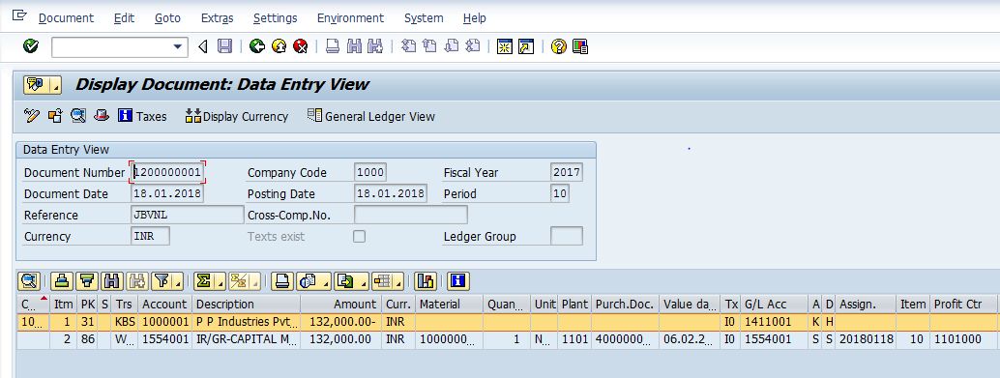 Document Edit Goto Extras Settings Environment System Help
Display Document: Data Entry View
Taxes Display Currency General Ledger View
Data Entry View
Document Number 1200000001 Company Code 1000 Fiscal Year 2017
Document Date 18.01.2018 Posting Date 18.01.2018 Period 10
Reference JBVNL Cross-Comp.No.
Currency INR Texts exist Ledger Group
C... Itm PK S Trs Account Description Amount Curr. Material Quan... Unit Plant Purch.Doc. Value da... Tx G/L Acc A D Assign. Item Profit Ctr
10... 1 31 KBS 1000001 P P Industries Pvt... 132,000.00- INR I0 1411001 K H
2 86 W... 1554001 IR/GR-CAPITAL M... 132,000.00 INR 1000000... 1 N... 1101 4000000... 06.02.2... I0 1554001 S S 20180118 10 1101000